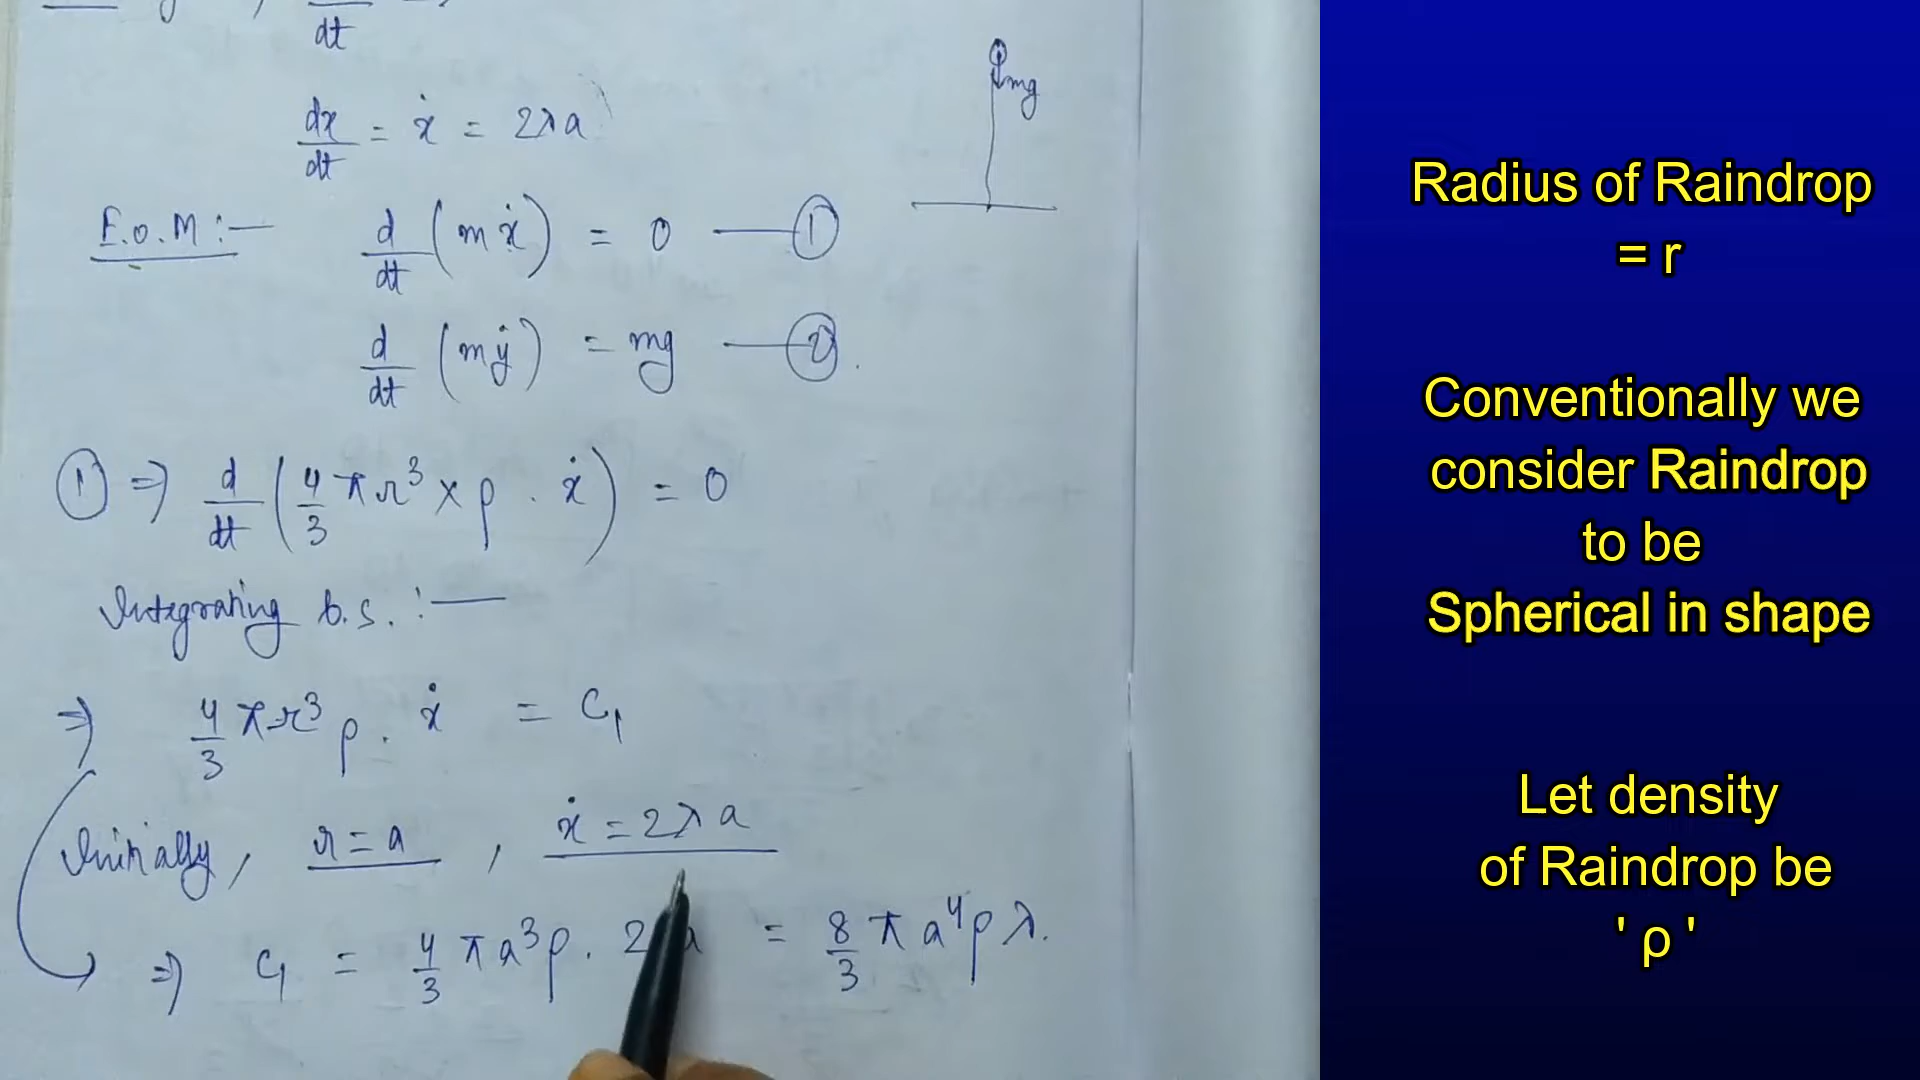 dt
dx/dt = ẋ = 2λa
mg
E.O.M :— d/dt (mẋ) = 0 — ①
d/dt (mẏ) = mg — ②.
① ⇒ d/dt (4/3 πr³ × ρ . ẋ) = 0
Integrating b.s. :—
⇒ 4/3 πr³ρ . ẋ = C₁
Initially, r = a , ẋ = 2λa
⇒ C₁ = 4/3 πa³ρ . 2 a = 8/3 πa⁴ρλ.
Radius of Raindrop
= r
Conventionally we
consider Raindrop
to be
Spherical in shape
Let density
of Raindrop be
' ρ '